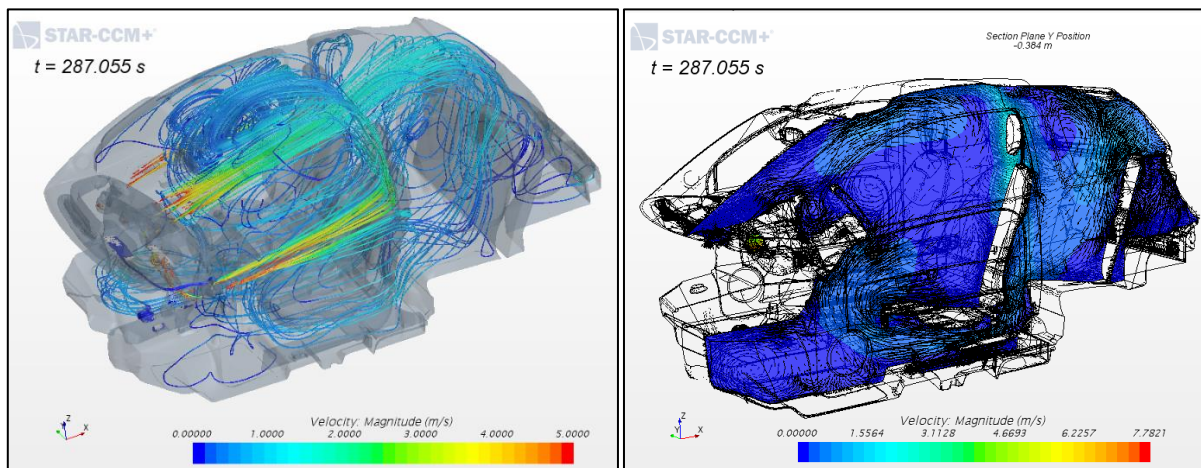 STAR-CCM+
t = 287.055 s
Z
Y
X
Velocity: Magnitude (m/s)
0.00000 1.0000 2.0000 3.0000 4.0000 5.0000
STAR-CCM+
Section Plane Y Position
-0.384 m
t = 287.055 s
Z
Y
X
Velocity: Magnitude (m/s)
0.00000 1.5564 3.1128 4.6693 6.2257 7.7821